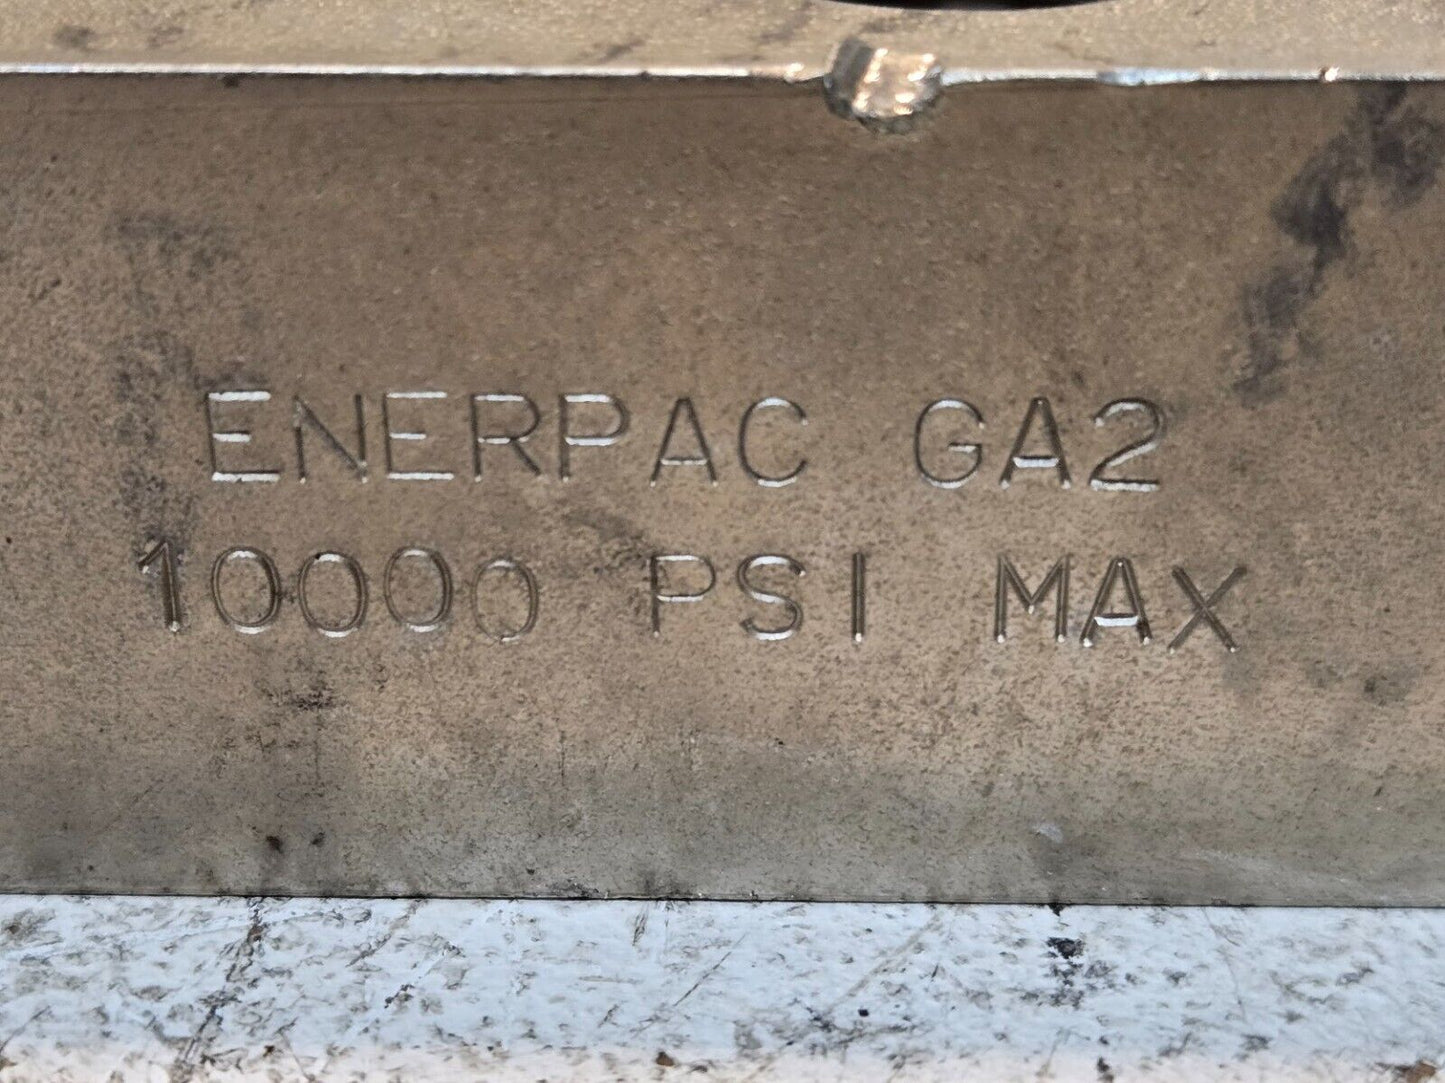 ENERPAC GA2
10000 PSI MAX